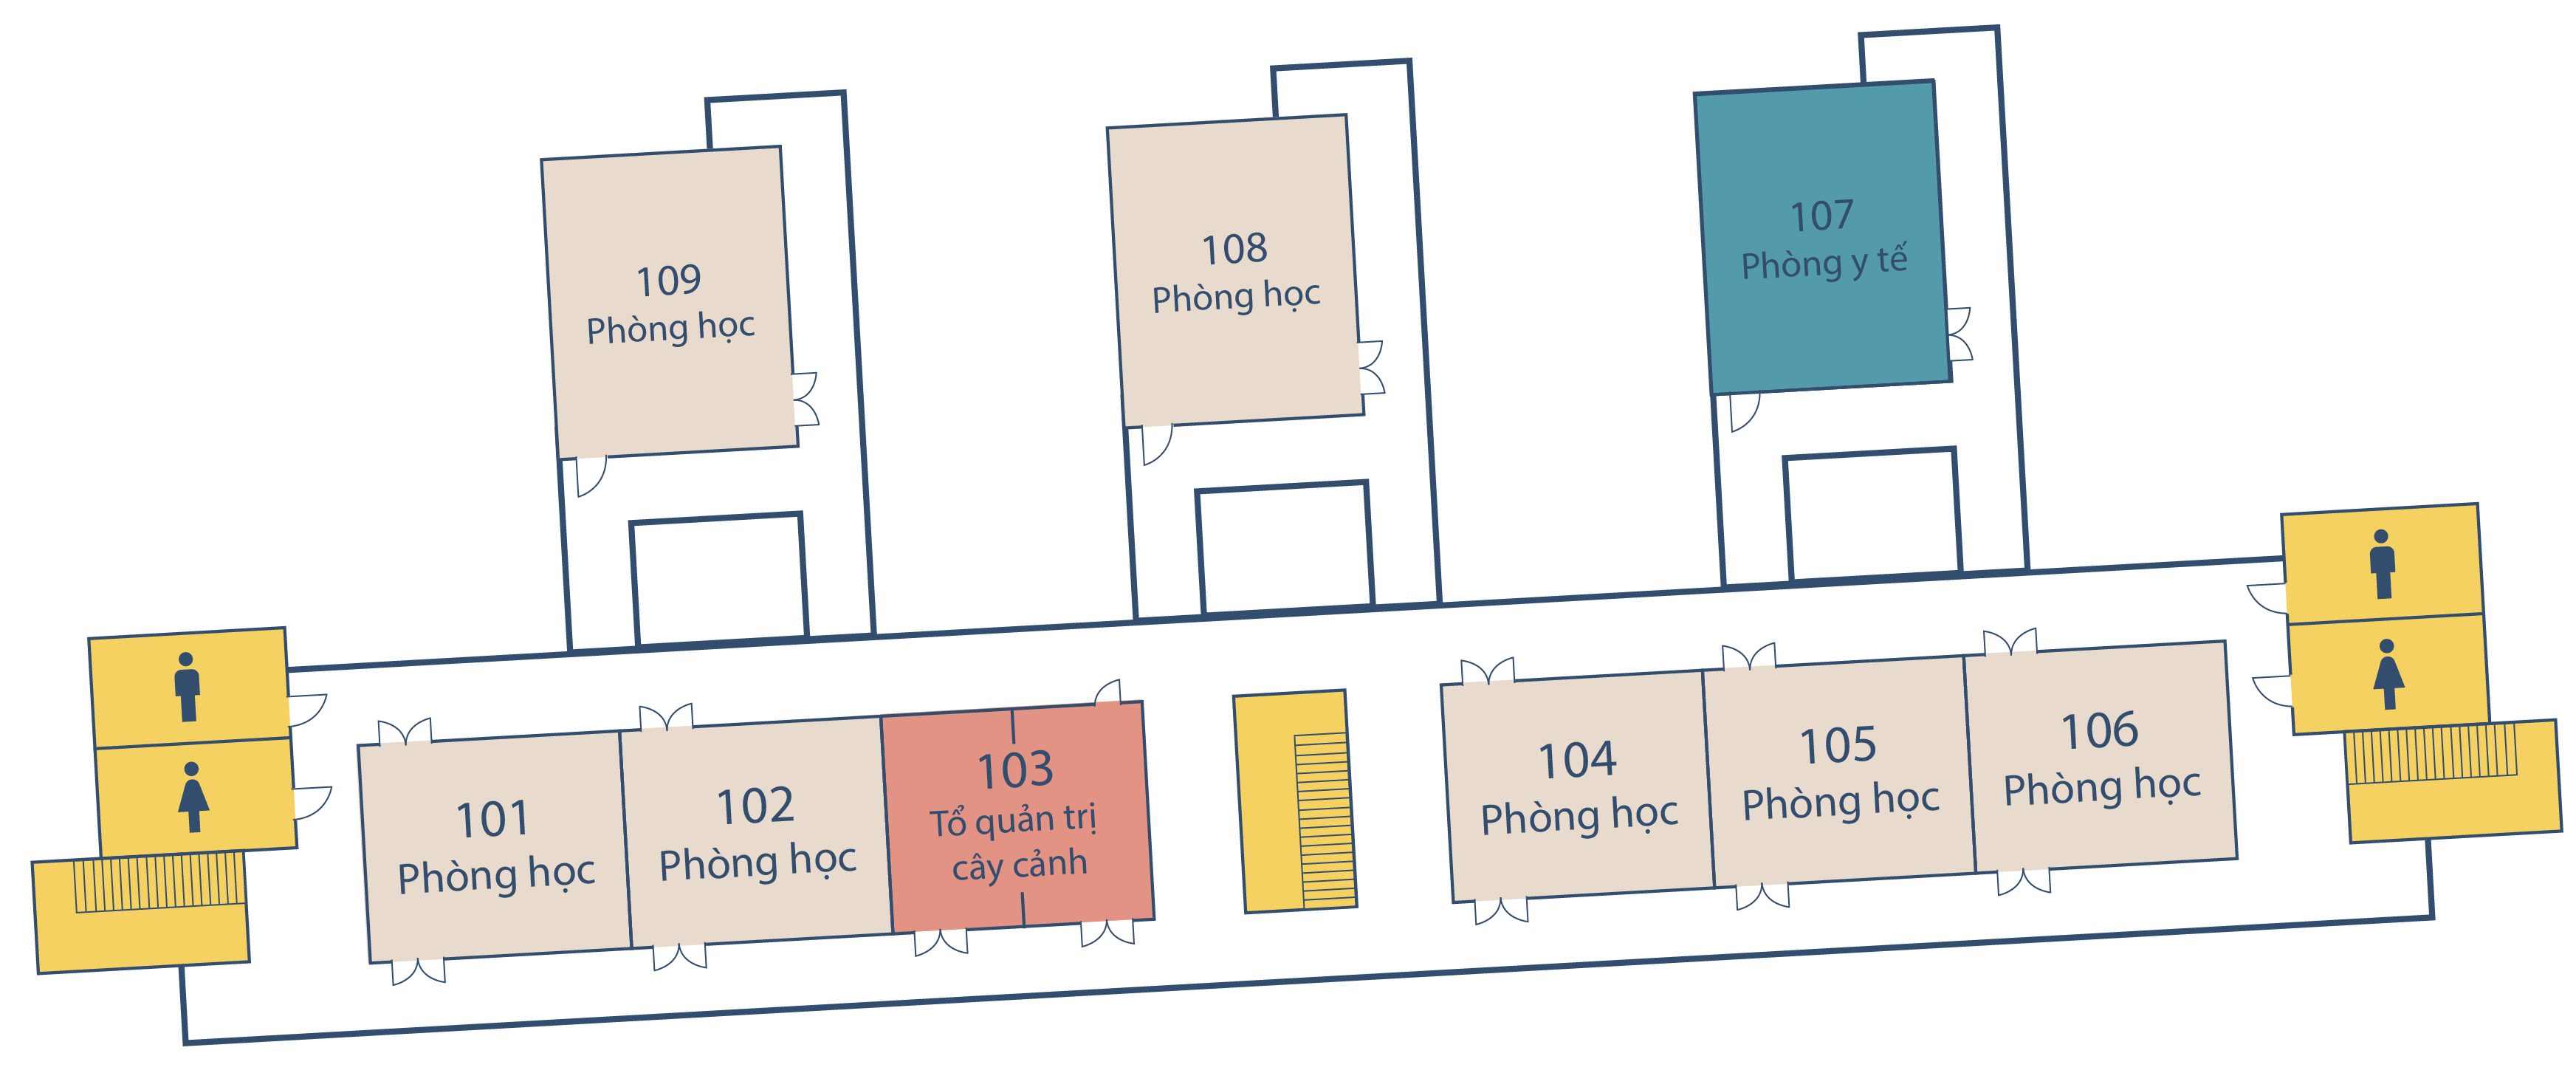 109
Phòng học
108
Phòng học
107
Phòng y tế
101
Phòng học
102
Phòng học
103
Tổ quản trị
cây cảnh
104
Phòng học
105
Phòng học
106
Phòng học